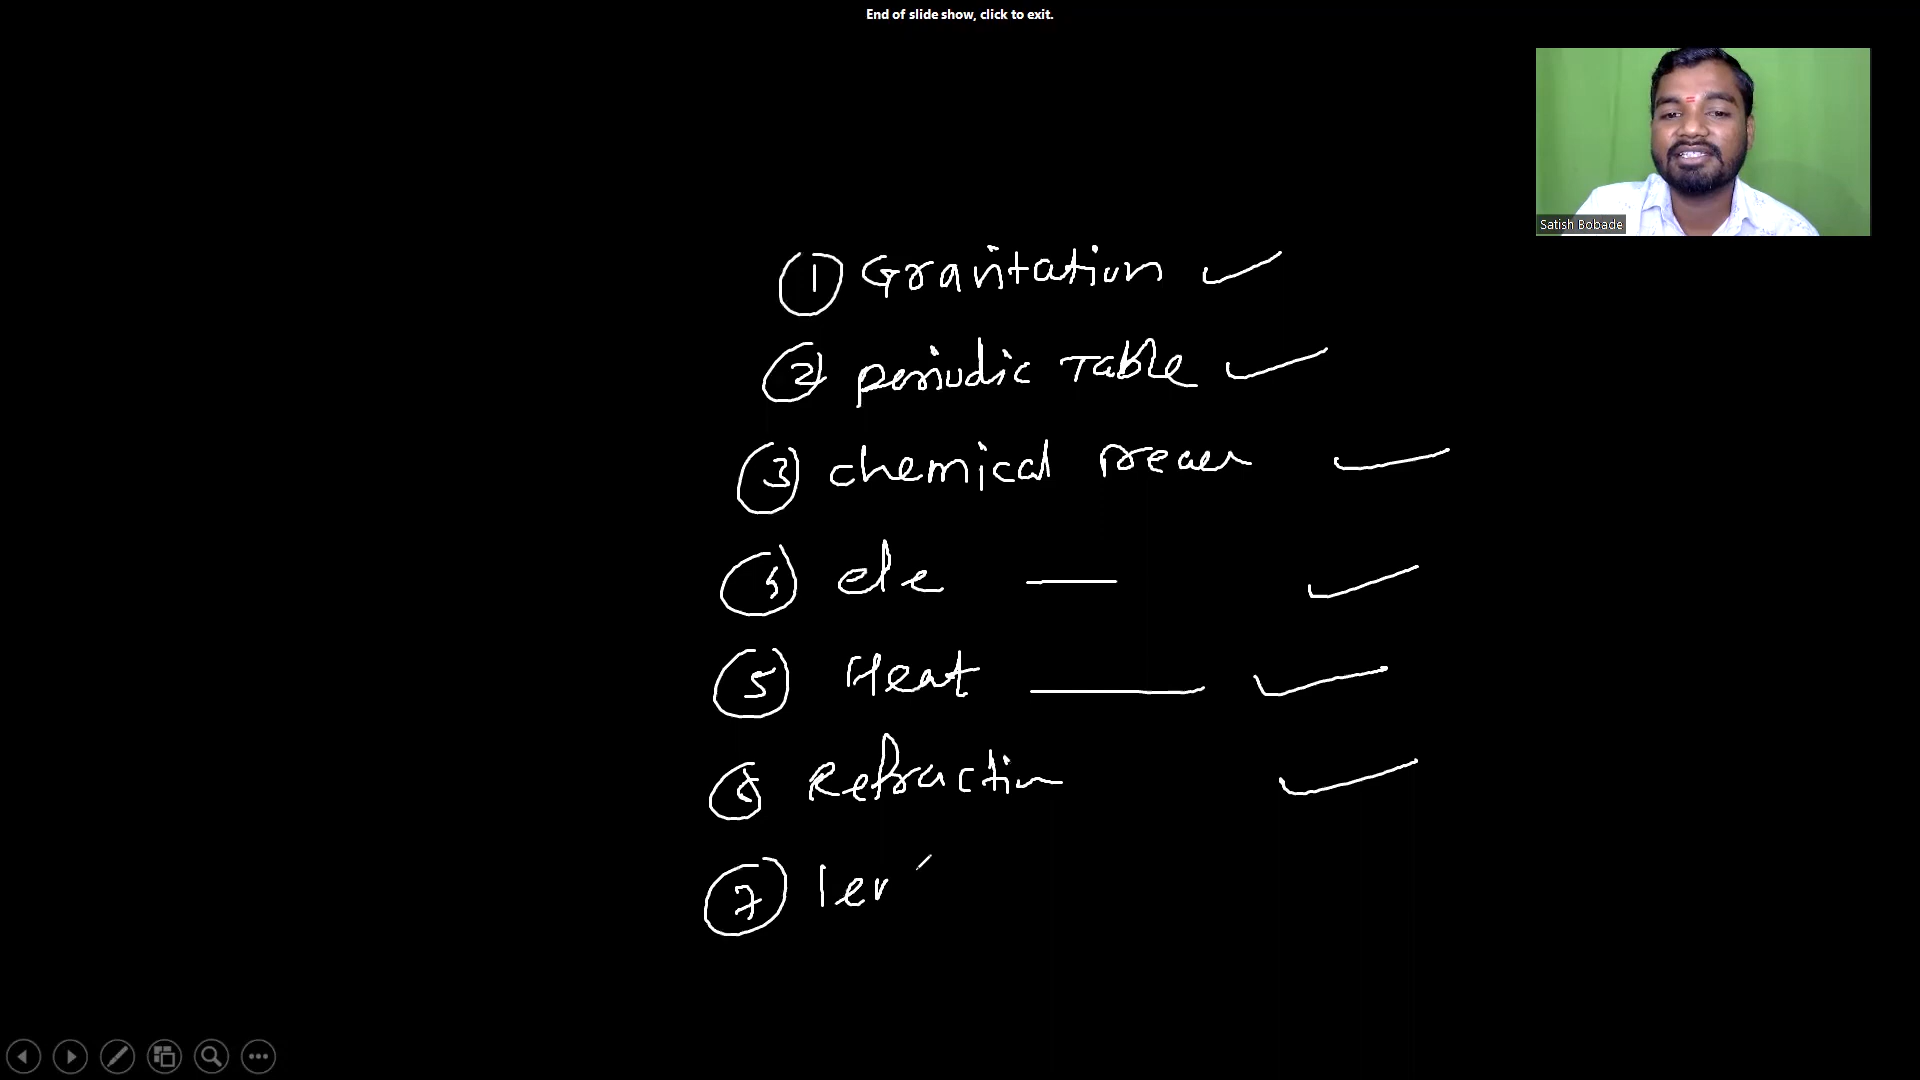 End of slide show, click to exit.
Satish Bobade
① Gravitation ✓
② periodic Table ✓
③ chemical ✓
④ ele — ✓
⑤ Heat — ✓
⑥ Refraction ✓
⑦ len